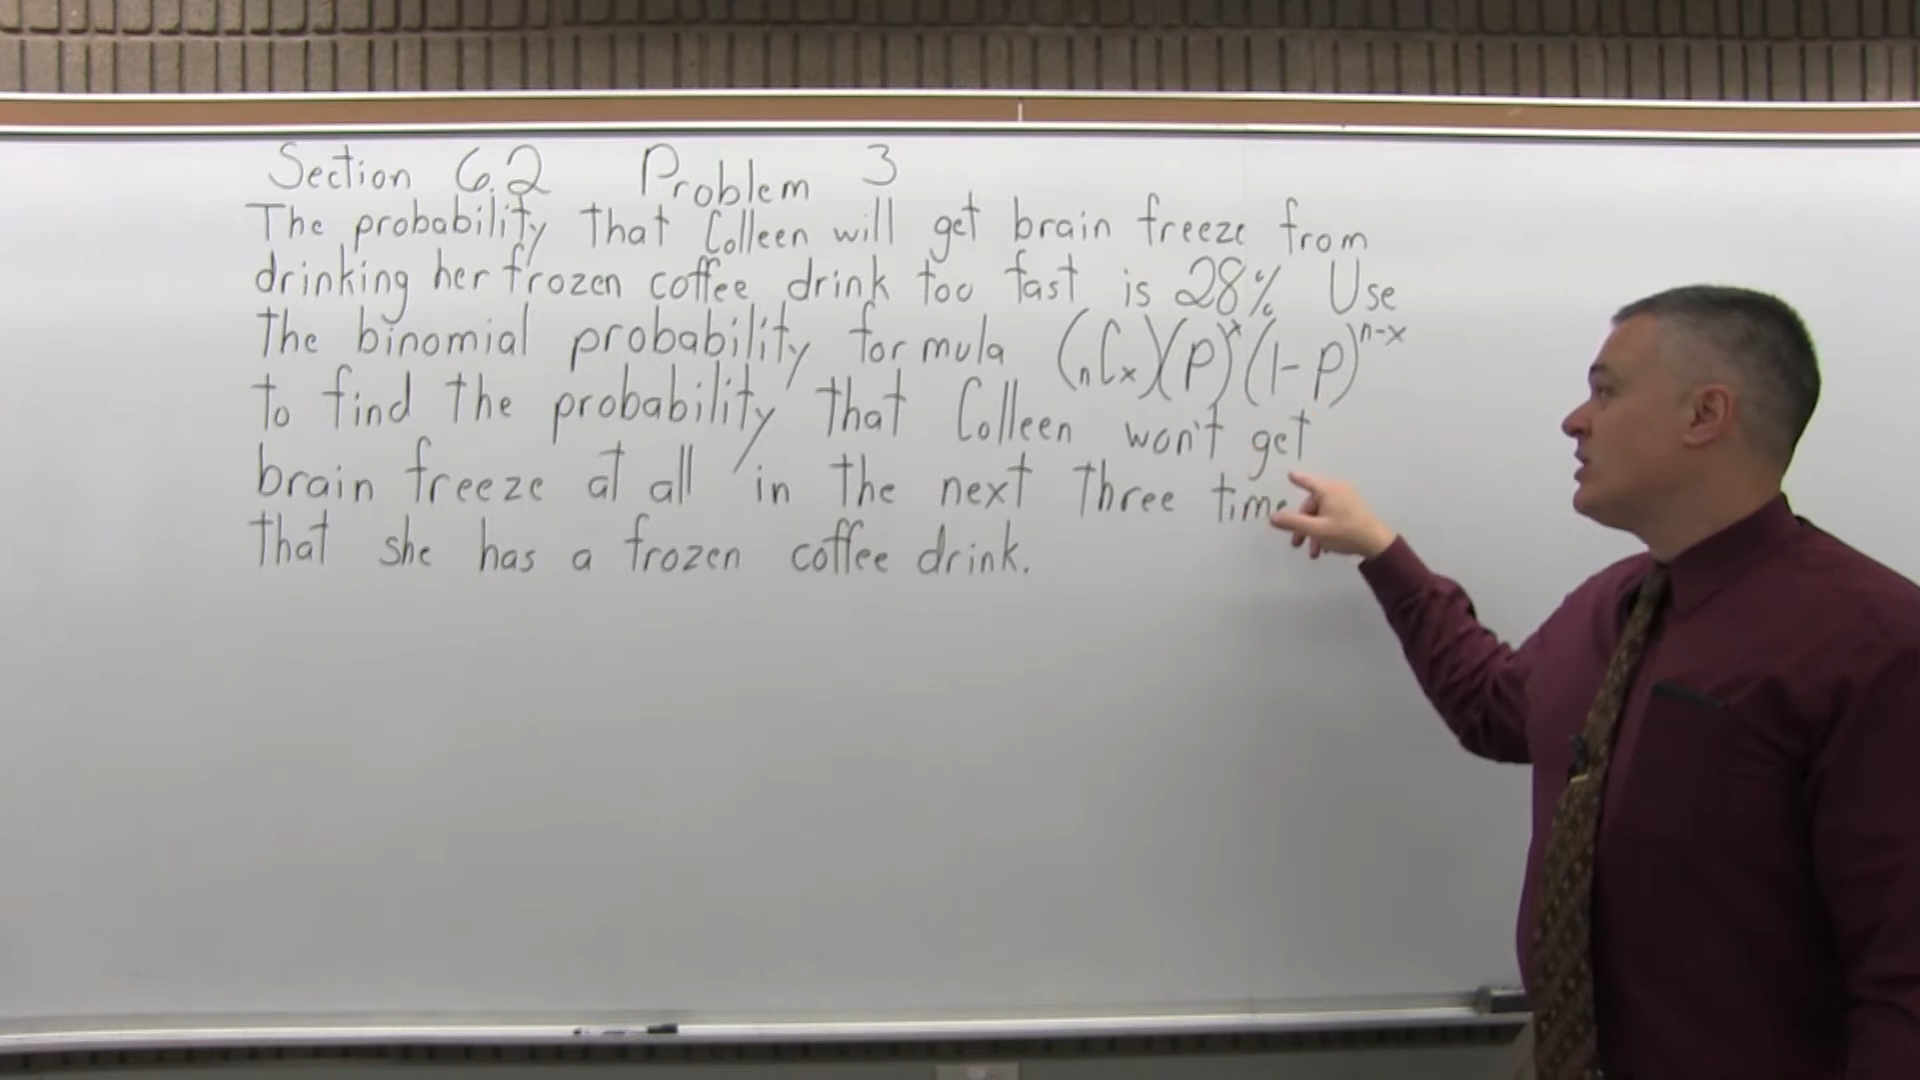 Section 6.2 Problem 3
The probability that Colleen will get brain freeze from
drinking her frozen coffee drink too fast is 28% Use
the binomial probability formula (nCx)(p)^x(1-p)^n-x
to find the probability that Colleen won't get
brain freeze at all in the next three time
that she has a frozen coffee drink.